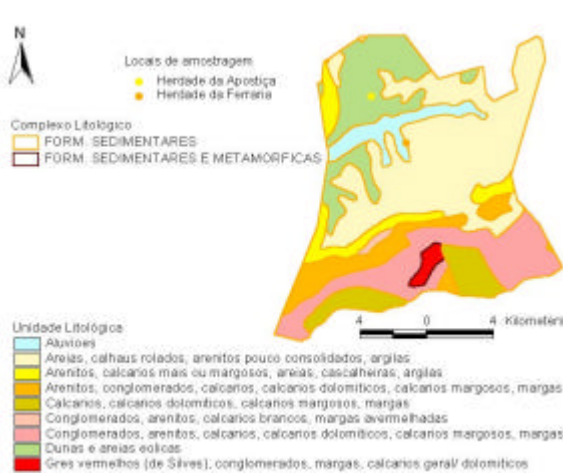 N
Locais de amostragem
Herdade da Apostiça
Herdade da Ferraria
Complexo Litológico
FORM. SEDIMENTARES
FORM. SEDIMENTARES E METAMORFICAS
4 0 4 Kilometers
Unidade Litológica
Aluvioes
Areias, calhaus rolados, arenitos pouco consolidados, argilas
Arenitos, calcarios mais ou margosos, areias, cascalheiras, argilas
Arenitos, conglomerados, calcarios, calcarios dolomiticos, calcarios margosos, margas
Calcarios, calcarios dolomiticos, calcarios margosos, margas
Conglomerados, arenitos, calcarios brancos, margas avermelhadas
Conglomerados, arenitos, calcarios, calcarios dolomiticos, calcarios margosos, margas
Dunas e areias eolicas
Gres vermelhos (de Silves), conglomerados, margas, calcarios geral/ dolomiticos